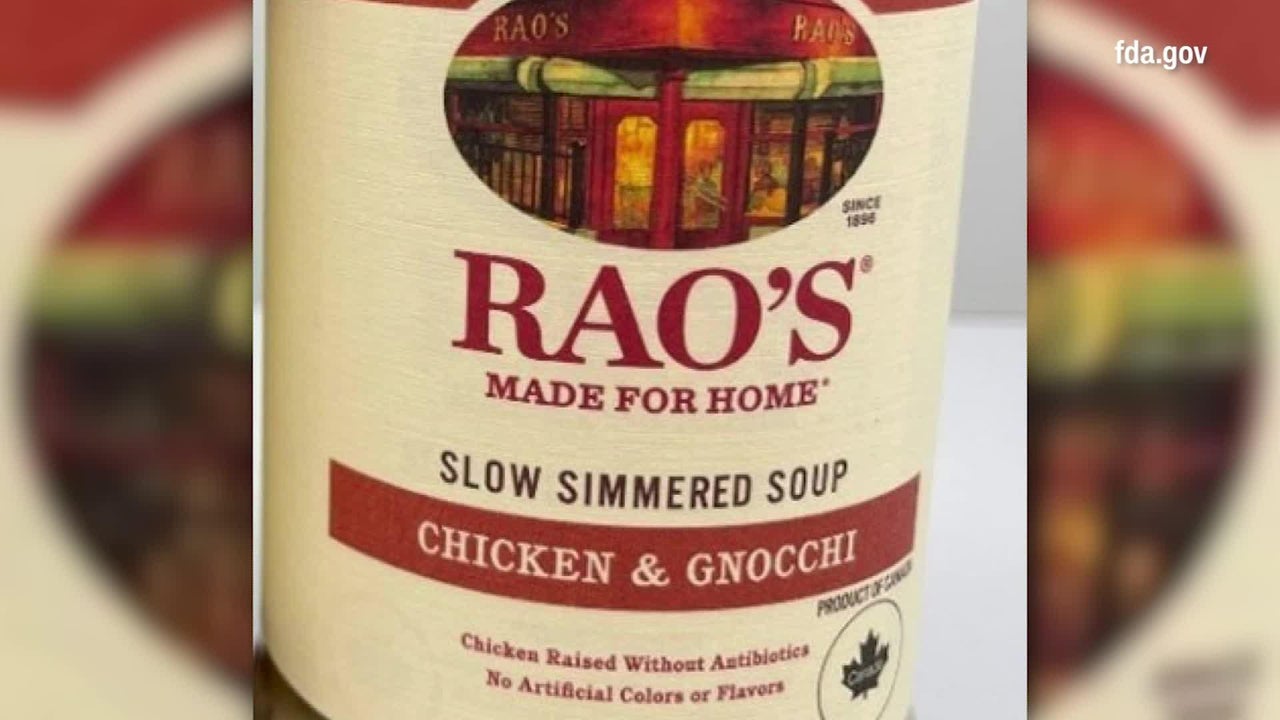 fda.gov
RAO'S RAO'S
SINCE
1896
RAO'S®
MADE FOR HOME®
SLOW SIMMERED SOUP
CHICKEN & GNOCCHI
PRODUCT OF CANADA
Chicken Raised Without Antibiotics
No Artificial Colors or Flavors